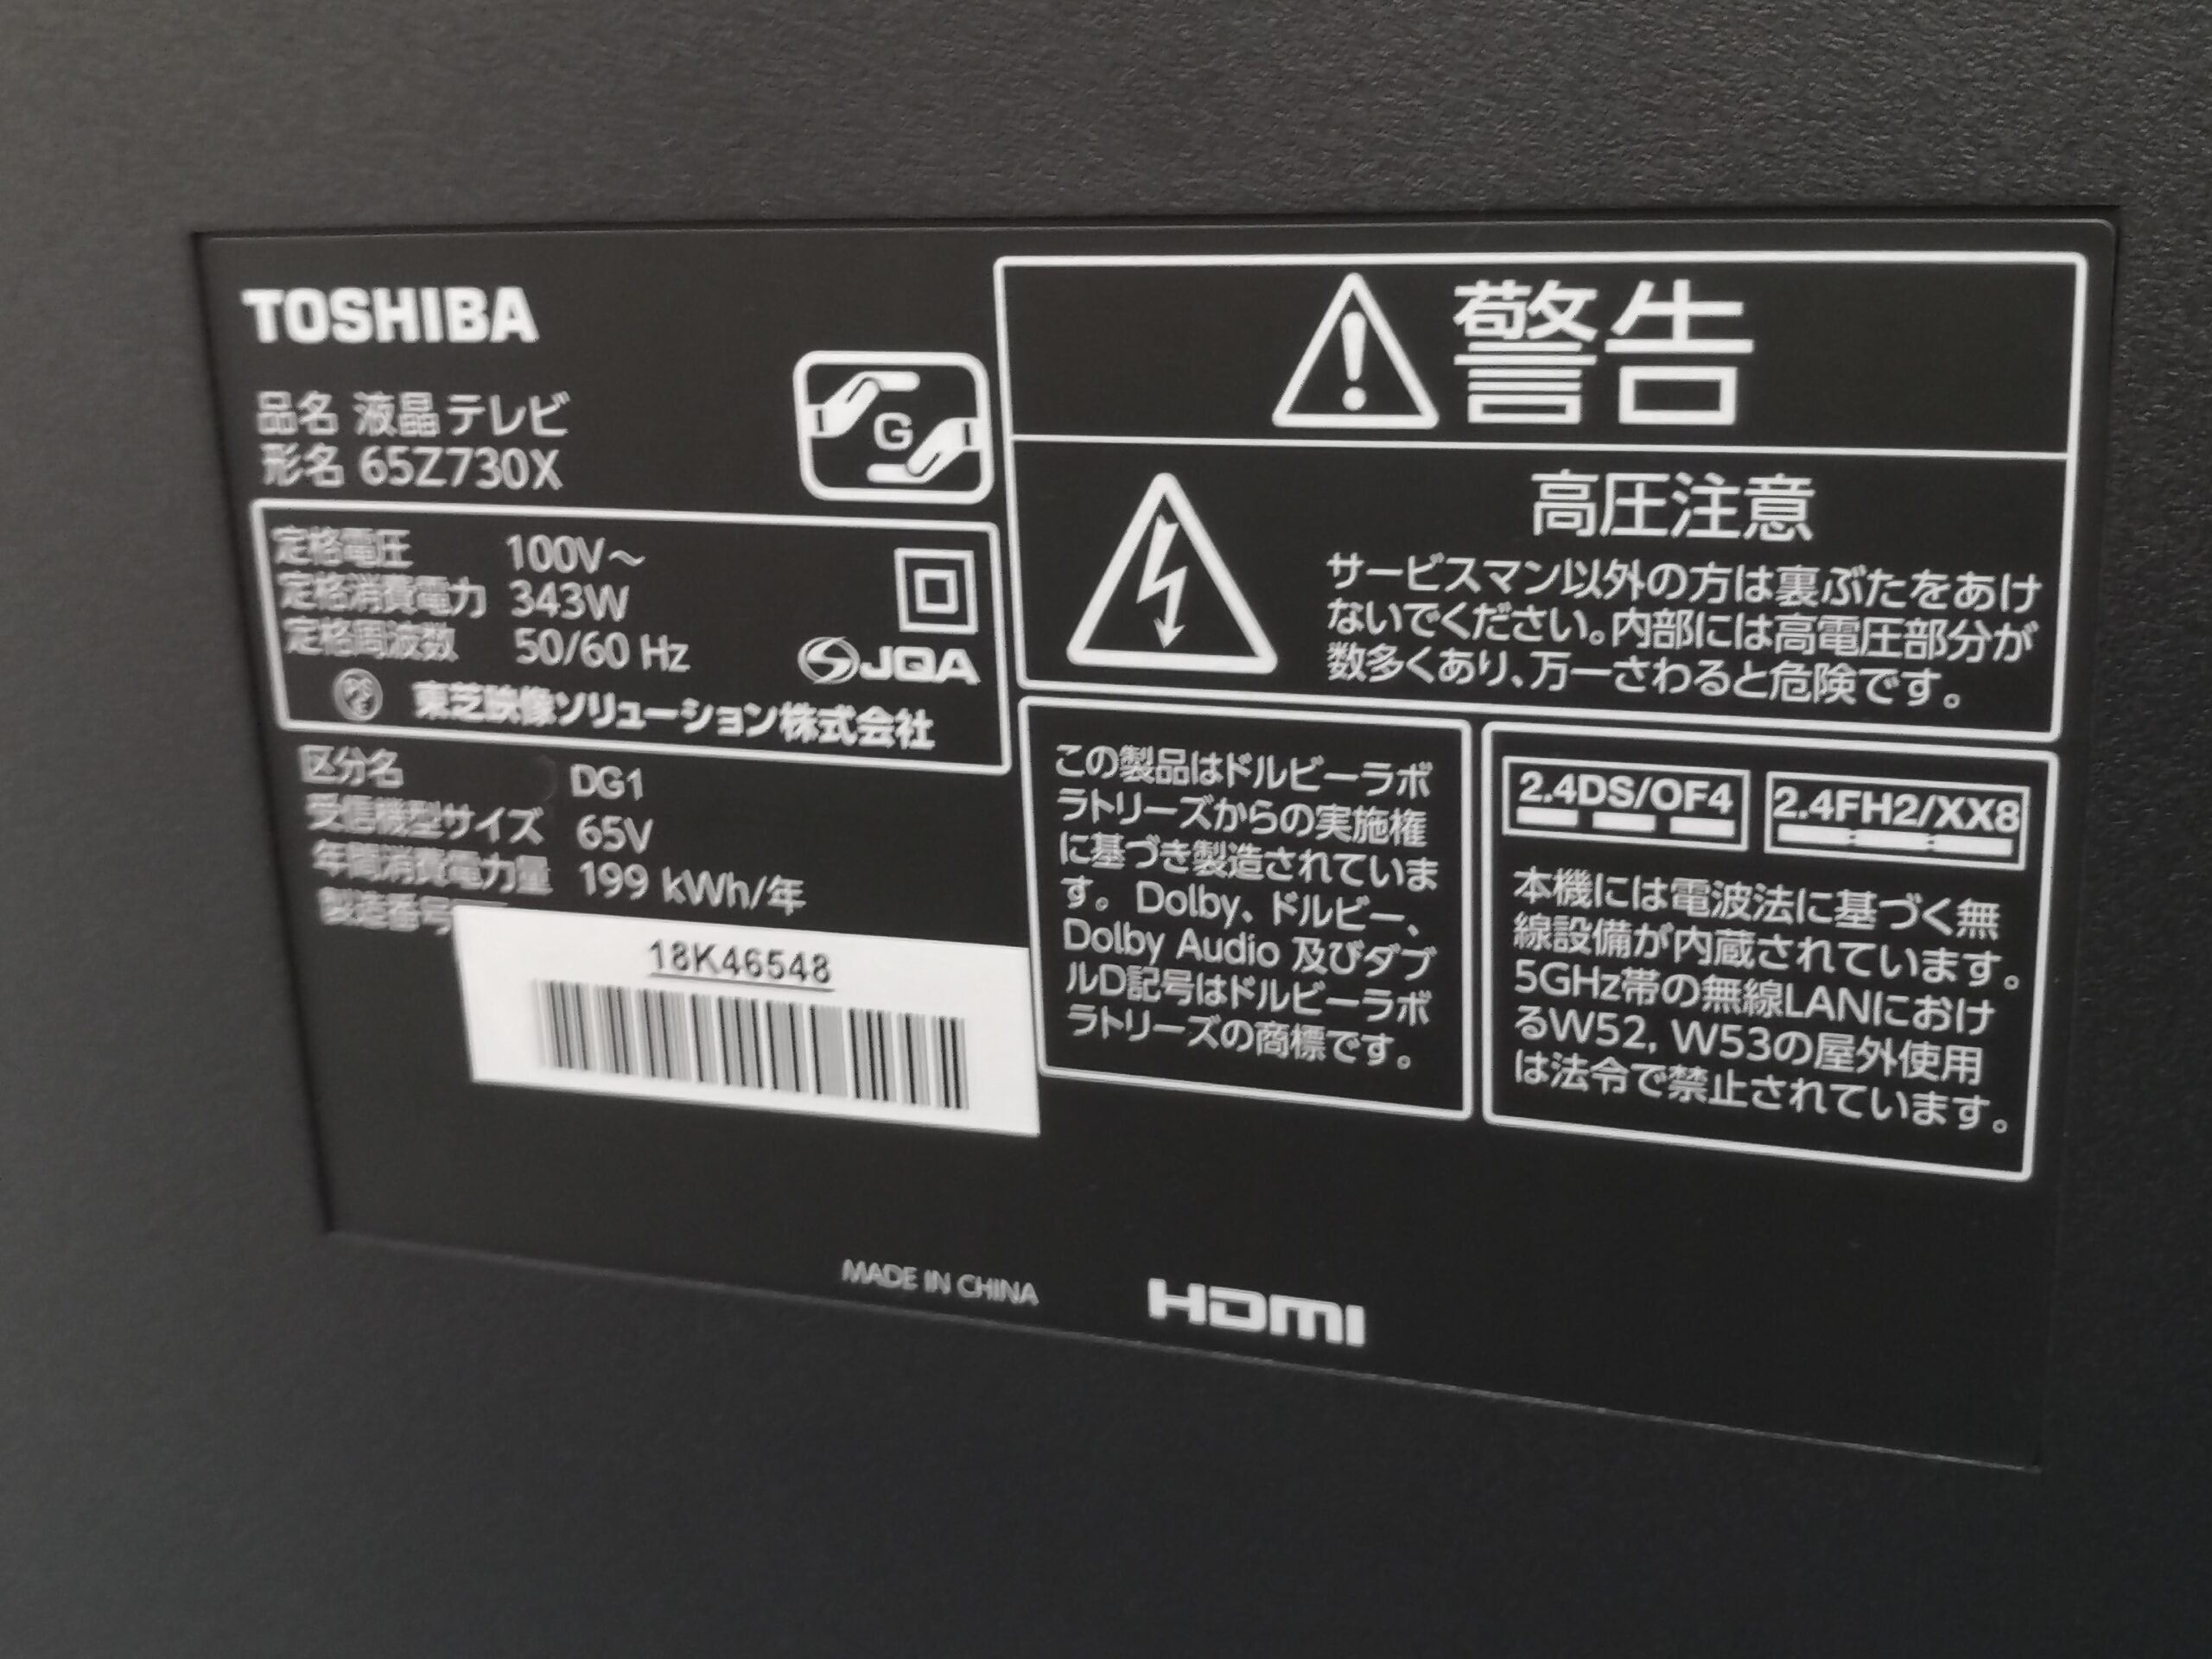 TOSHIBA
品名 液晶テレビ
形名 65Z730X
G
定格電圧 100V～
定格消費電力 343W
定格周波数 50/60 Hz
JQA
PS
E
東芝映像ソリューション株式会社
区分名 DG1
受信機型サイズ 65V
年間消費電力量 199 kWh/年
製造番号
18K46548
警告
高圧注意
サービスマン以外の方は裏ぶたをあけ
ないでください。内部には高電圧部分が
数多くあり、万一さわると危険です。
この製品はドルビーラボ
ラトリーズからの実施権
に基づき製造されていま
す。Dolby、ドルビー、
Dolby Audio 及びダブ
ルD記号はドルビーラボ
ラトリーズの商標です。
2.4DS/OF4
2.4FH2/XX8
本機には電波法に基づく無
線設備が内蔵されています。
5GHz帯の無線LANにおけ
るW52, W53の屋外使用
は法令で禁止されています。
MADE IN CHINA
HDMI